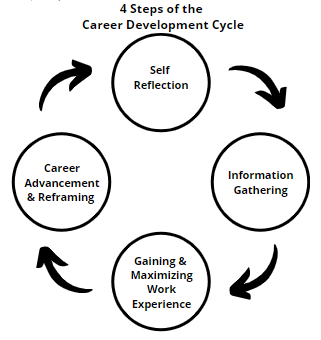 4 Steps of the
Career Development Cycle
Self
Reflection
Information
Gathering
Gaining &
Maximizing
Work
Experience
Career
Advancement
& Reframing